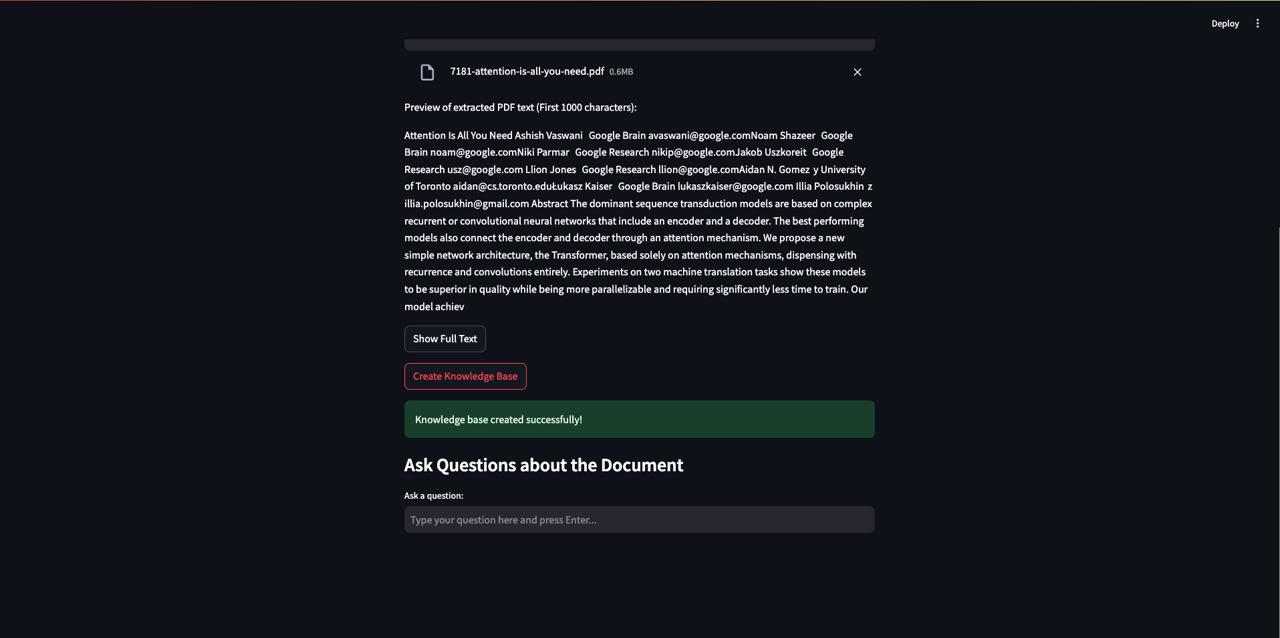 Deploy
7181-attention-is-all-you-need.pdf 0.6MB
Preview of extracted PDF text (First 1000 characters):
Attention Is All You Need Ashish Vaswani Google Brain avaswani@google.comNoam Shazeer Google
Brain noam@google.comNiki Parmar Google Research nikip@google.comJakob Uszkoreit Google
Research usz@google.com Llion Jones Google Research llion@google.comAidan N. Gomez y University
of Toronto aidan@cs.toronto.eduŁukasz Kaiser Google Brain lukaszkaiser@google.com Illia Polosukhin z
illia.polosukhin@gmail.com Abstract The dominant sequence transduction models are based on complex
recurrent or convolutional neural networks that include an encoder and a decoder. The best performing
models also connect the encoder and decoder through an attention mechanism. We propose a new
simple network architecture, the Transformer, based solely on attention mechanisms, dispensing with
recurrence and convolutions entirely. Experiments on two machine translation tasks show these models
to be superior in quality while being more parallelizable and requiring significantly less time to train. Our
model achiev
Show Full Text
Create Knowledge Base
Knowledge base created successfully!
Ask Questions about the Document
Ask a question:
Type your question here and press Enter...